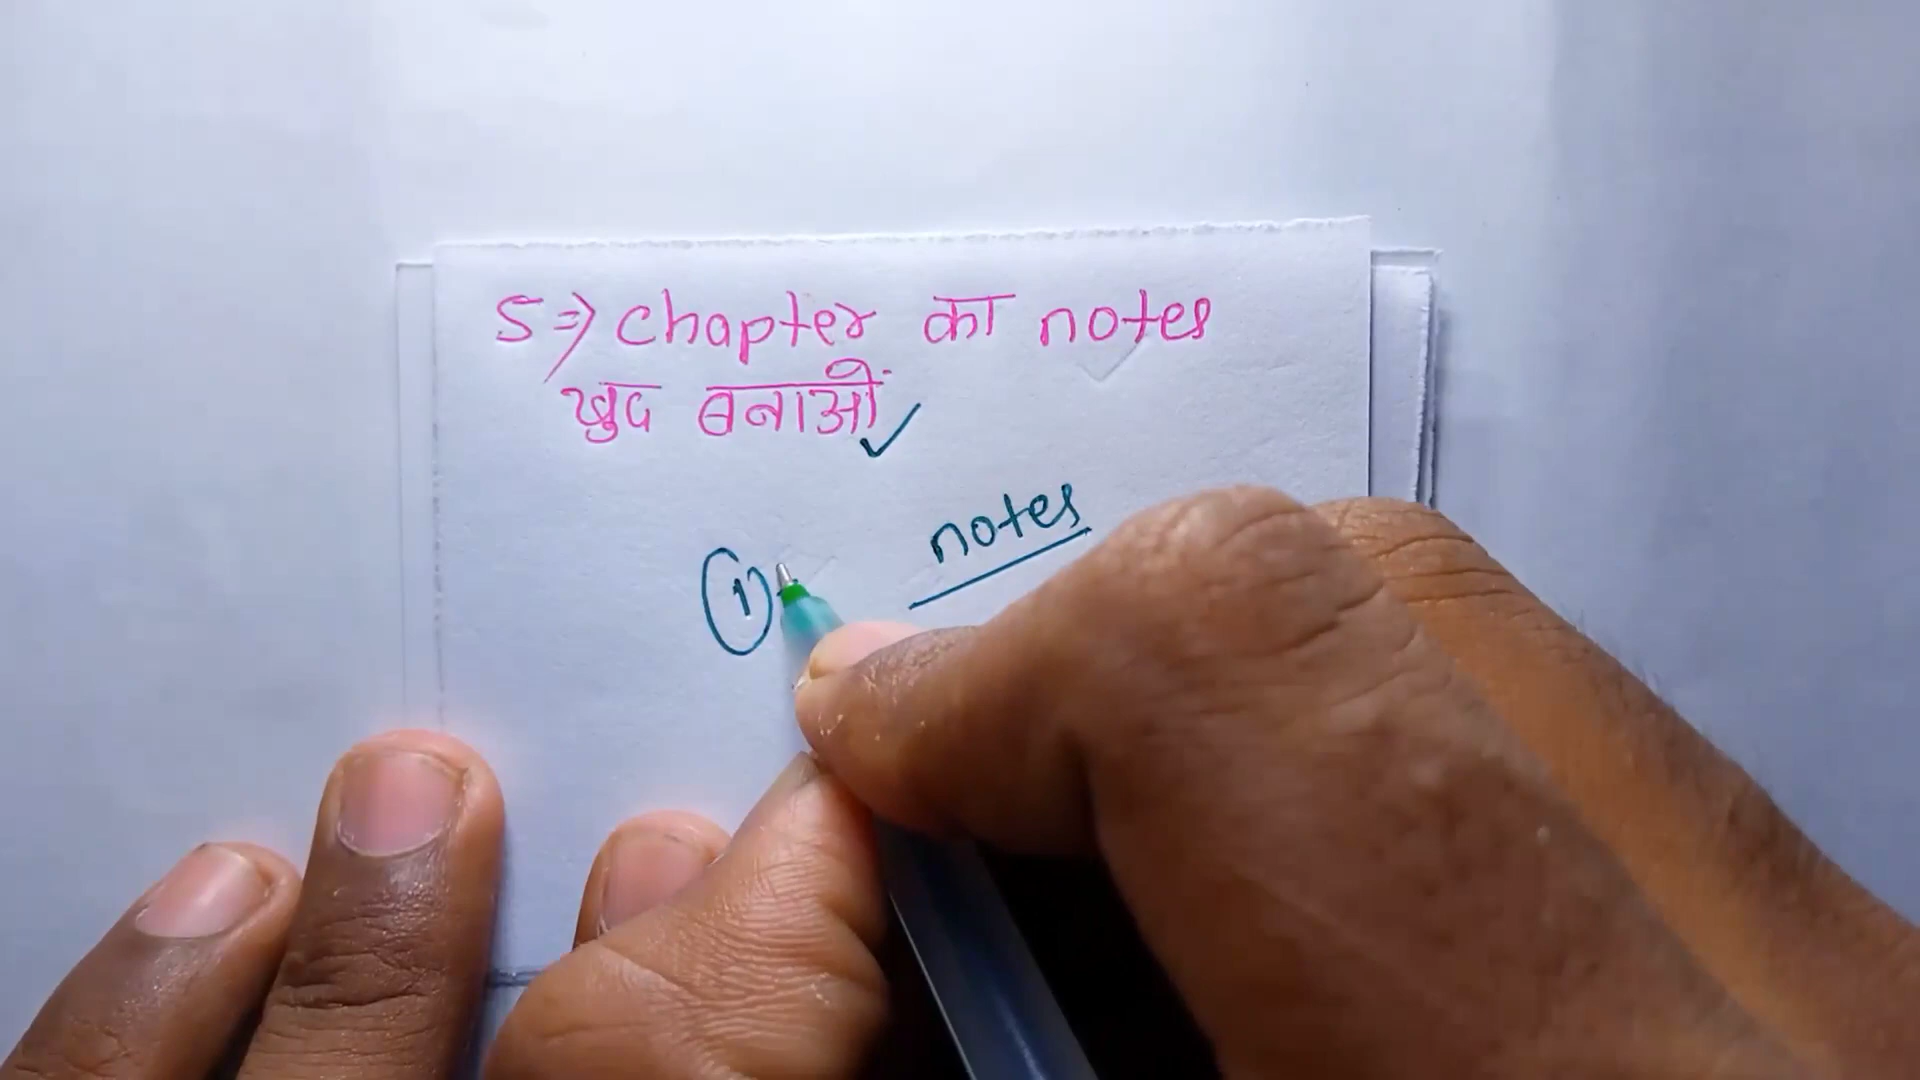 5⇒ chapter का notes
खुद बनाओं
notes
1